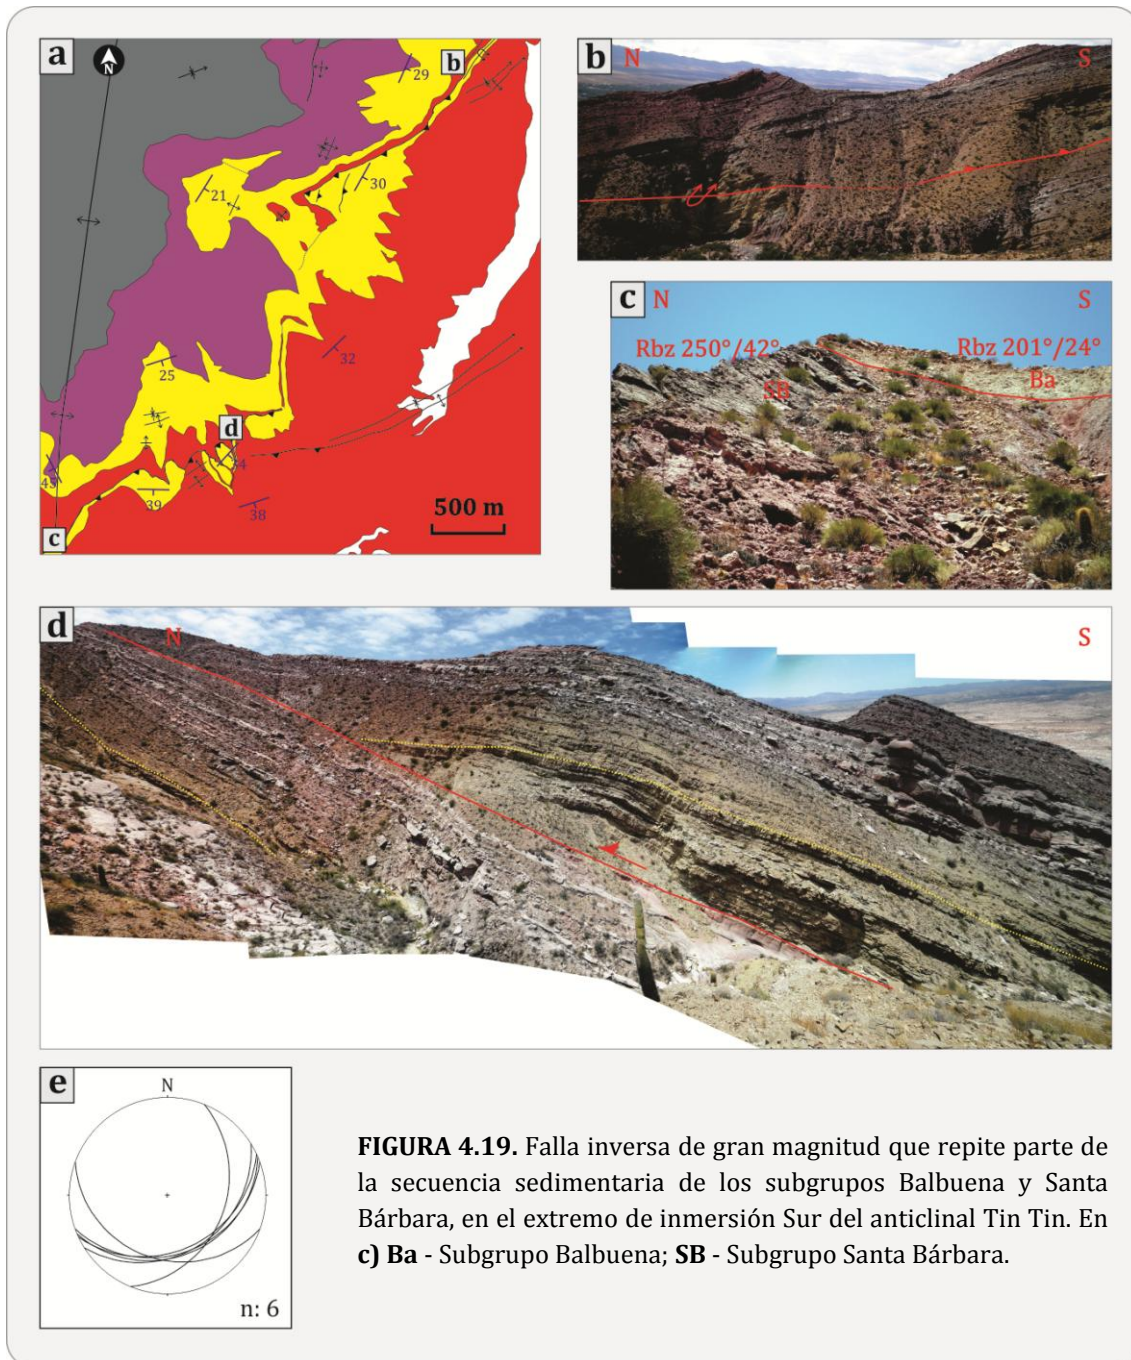 a
N
29
b
21
30
25
32
d
4
43
39
38
c
500 m
b
N
S
c
N
S
Rbz 250°/42°
Rbz 201°/24°
SB
Ba
d
N
S
e
N
n: 6
FIGURA 4.19. Falla inversa de gran magnitud que repite parte de
la secuencia sedimentaria de los subgrupos Balbuena y Santa
Bárbara, en el extremo de inmersión Sur del anticlinal Tin Tin. En
c) Ba - Subgrupo Balbuena; SB - Subgrupo Santa Bárbara.